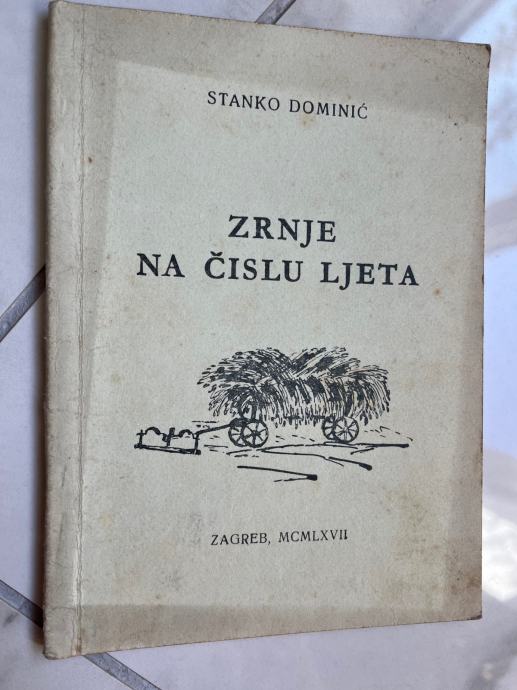 STANKO DOMINIĆ
ZRNJE
NA ČISLU LJETA
ZAGREB, MCMLXVII